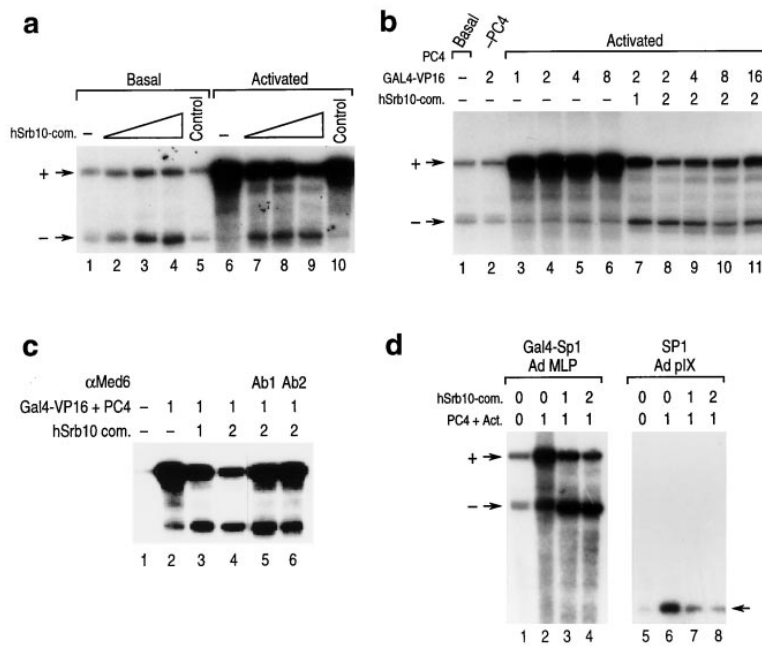 a
Basal
Activated
hSrb10-com. – Control – Control
+
–
1 2 3 4 5 6 7 8 9 10
b
Basal
–PC4
PC4
Activated
GAL4-VP16 – 2 1 2 4 8 2 2 4 8 16
hSrb10-com. – – – – – – 1 2 2 2 2
+
–
1 2 3 4 5 6 7 8 9 10 11
c
αMed6 Ab1 Ab2
Gal4-VP16 + PC4 – 1 1 1 1 1
hSrb10 com. – – 1 2 2 2
1 2 3 4 5 6
d
Gal4-Sp1
Ad MLP
SP1
Ad pIX
hSrb10-com. 0 0 1 2 0 0 1 2
PC4 + Act. 0 1 1 1 0 1 1 1
+
–
1 2 3 4 5 6 7 8